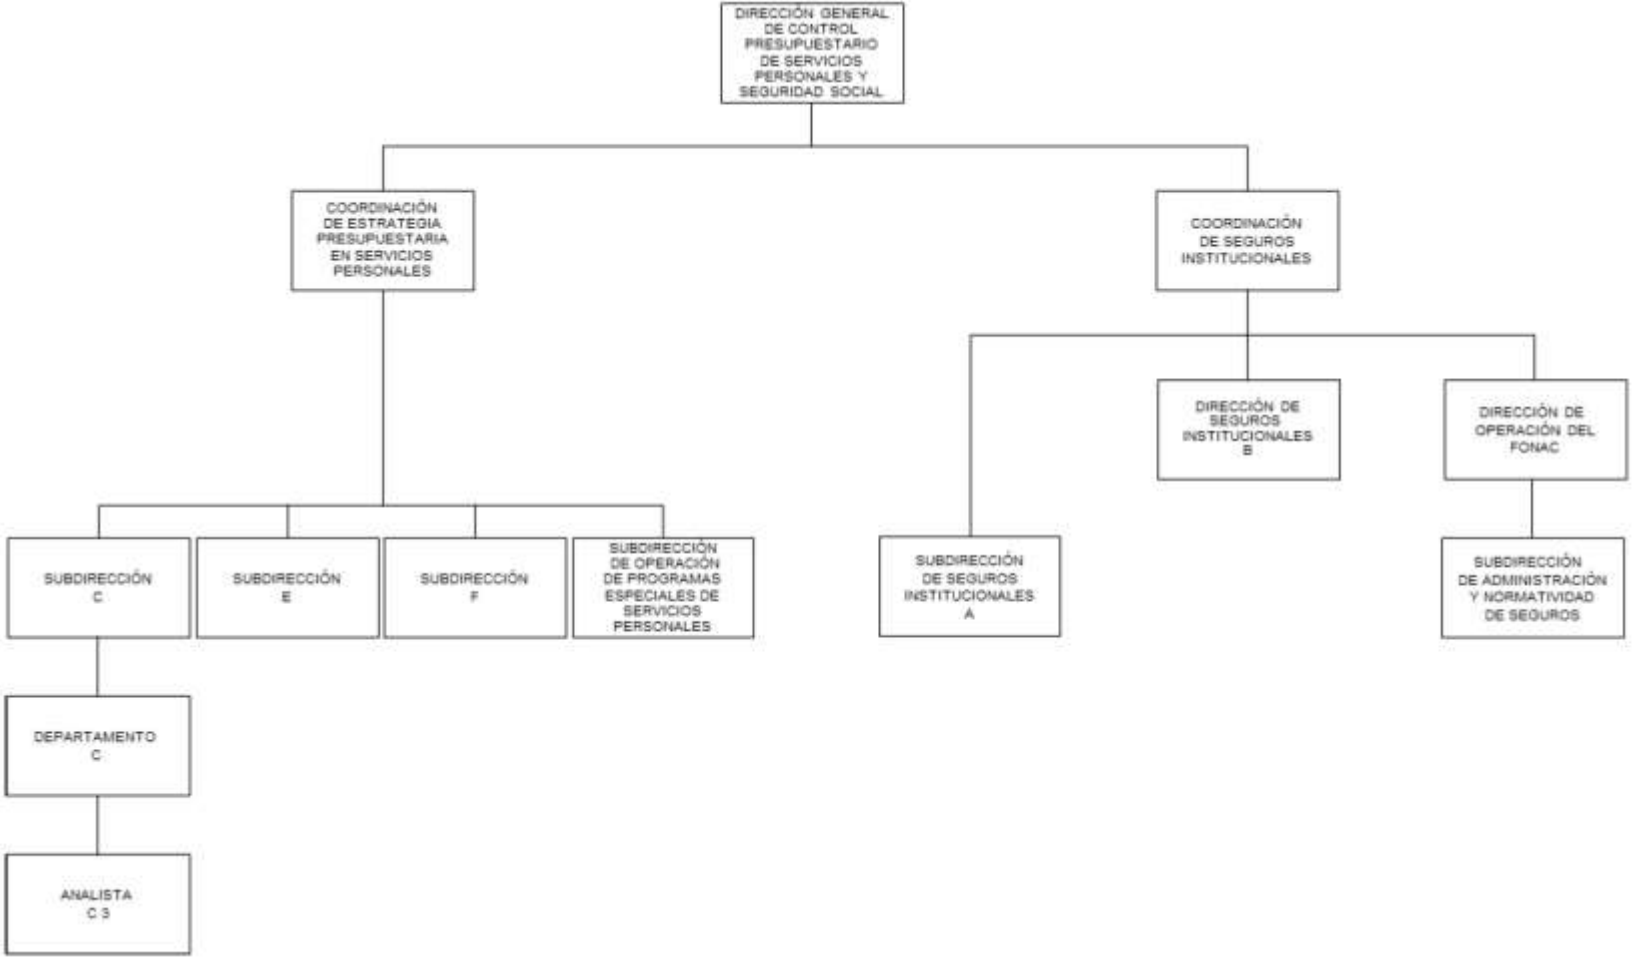 DIRECCIÓN GENERAL
DE CONTROL
PRESUPUESTARIO
DE SERVICIOS
PERSONALES Y
SEGURIDAD SOCIAL
COORDINACIÓN
DE ESTRATEGIA
PRESUPUESTARIA
EN SERVICIOS
PERSONALES
COORDINACIÓN
DE SEGUROS
INSTITUCIONALES
DIRECCIÓN DE
SEGUROS
INSTITUCIONALES
B
DIRECCIÓN DE
OPERACIÓN DEL
FONAC
SUBDIRECCIÓN
C
SUBDIRECCIÓN
E
SUBDIRECCIÓN
F
SUBDIRECCIÓN
DE OPERACIÓN
DE PROGRAMAS
ESPECIALES DE
SERVICIOS
PERSONALES
SUBDIRECCIÓN
DE SEGUROS
INSTITUCIONALES
A
SUBDIRECCIÓN
DE ADMINISTRACIÓN
Y NORMATIVIDAD
DE SEGUROS
DEPARTAMENTO
C
ANALISTA
C 3